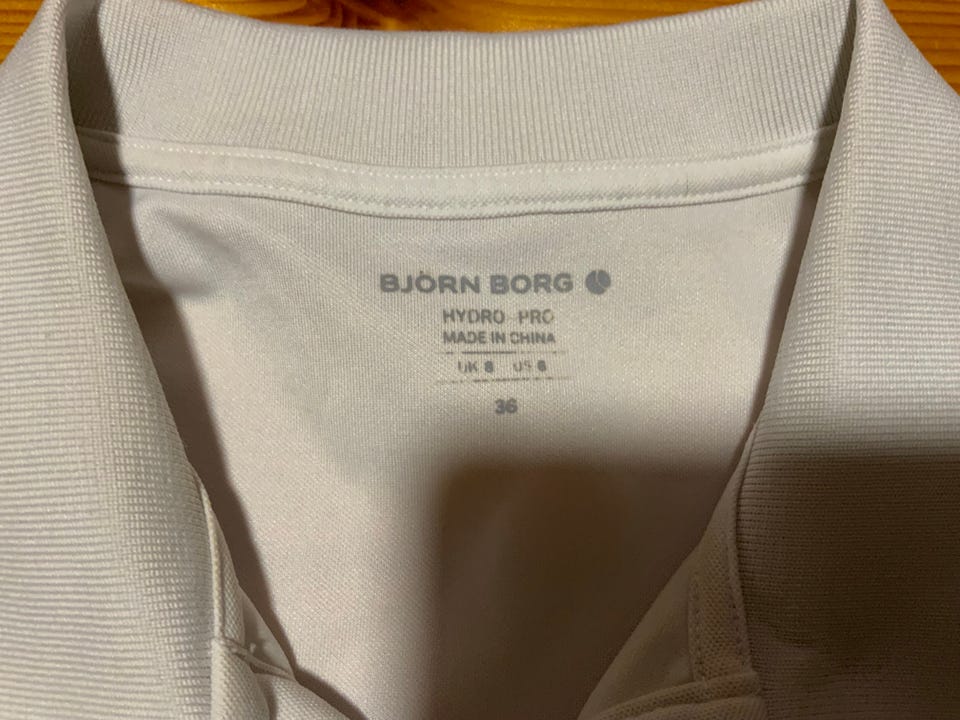 BJÖRN BORG
HYDRO PRO
MADE IN CHINA
UK 8 US 6
36